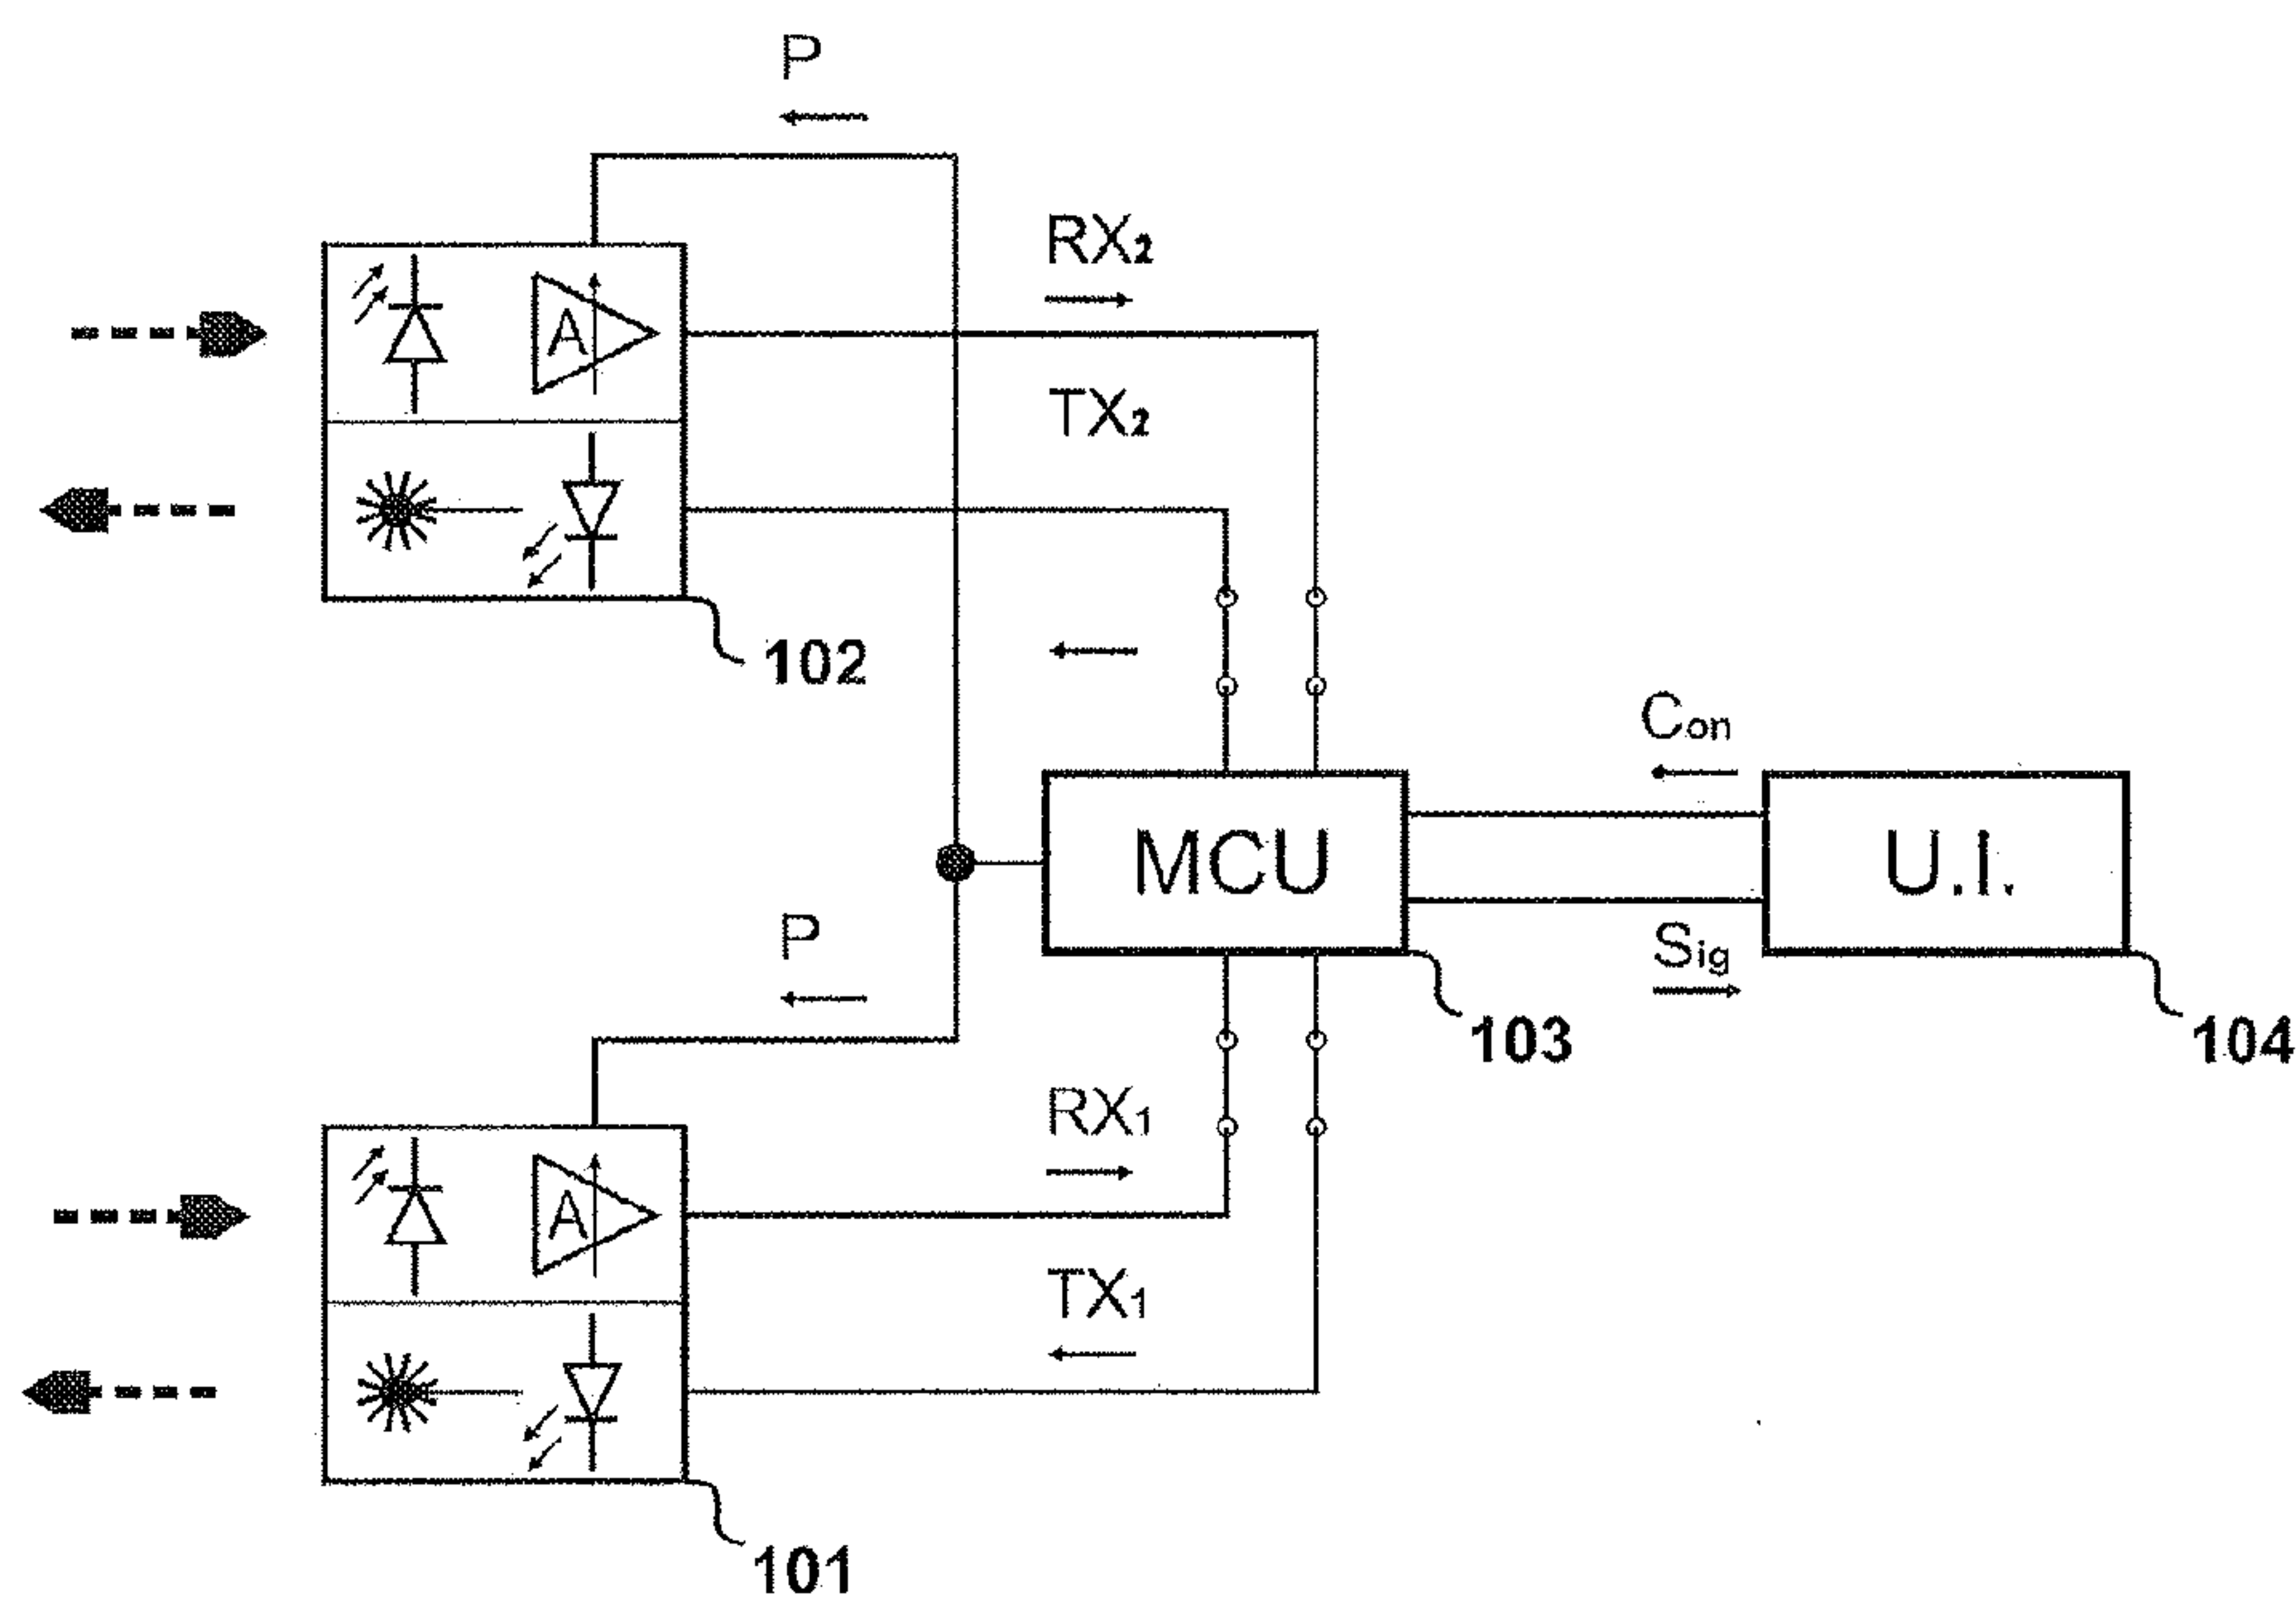 P
RX₂
A
TX₂
102
Con
MCU
U.I.
P
Sig
103
104
RX₁
A
TX₁
101